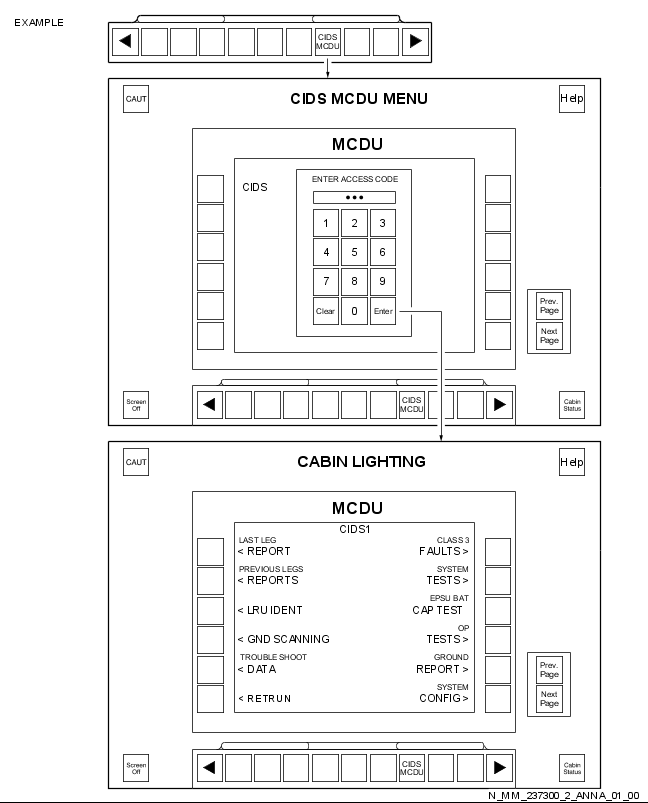 EXAMPLE
CIDS
MCDU
CAUT
CIDS MCDU MENU
Help
MCDU
CIDS
ENTER ACCESS CODE
•••
1 2 3
4 5 6
7 8 9
Clear 0 Enter
Prev.
Page
Next
Page
Screen
Off
CIDS
MCDU
Cabin
Status
CAUT
CABIN LIGHTING
Help
MCDU
CIDS1
LAST LEG CLASS 3
< REPORT FAULTS >
PREVIOUS LEGS SYSTEM
< REPORTS TESTS >
EPSU BAT
< LRU IDENT CAP TEST
OP
< GND SCANNING TESTS >
TROUBLE SHOOT GROUND
< DATA REPORT >
SYSTEM
< RETRUN CONFIG >
Prev.
Page
Next
Page
Screen
Off
CIDS
MCDU
Cabin
Status
N_MM_237300_2_ANNA_01_00